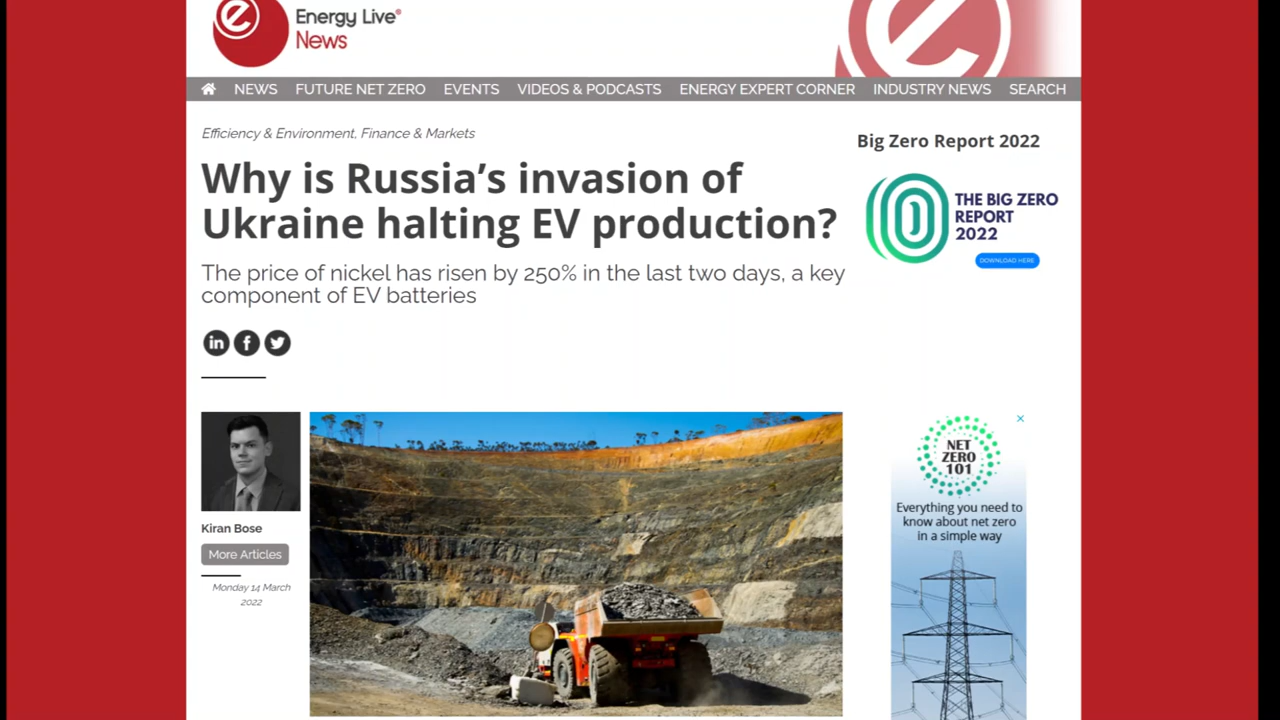 Energy Live®
News
NEWS FUTURE NET ZERO EVENTS VIDEOS & PODCASTS ENERGY EXPERT CORNER INDUSTRY NEWS SEARCH
Efficiency & Environment, Finance & Markets
Why is Russia’s invasion of
Ukraine halting EV production?
The price of nickel has risen by 250% in the last two days, a key
component of EV batteries
Kiran Bose
More Articles
Monday 14 March
2022
Big Zero Report 2022
THE BIG ZERO
REPORT
2022
DOWNLOAD HERE
NET
ZERO
101
Everything you need to
know about net zero
in a simple way